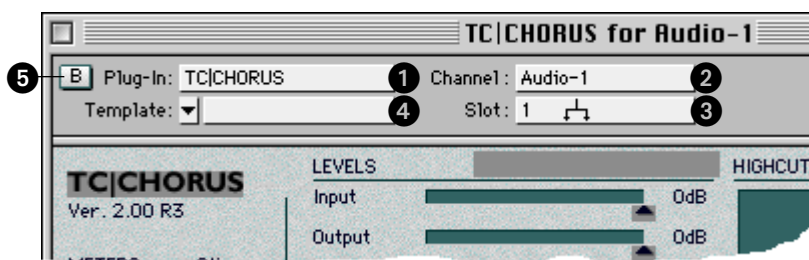 TC|CHORUS for Audio-1
5 B Plug-In: TC|CHORUS 1 Channel: Audio-1 2
Template: 4 Slot: 1 3
TC|CHORUS
Ver. 2.00 R3
LEVELS
Input 0dB
Output 0dB
HIGHCUT